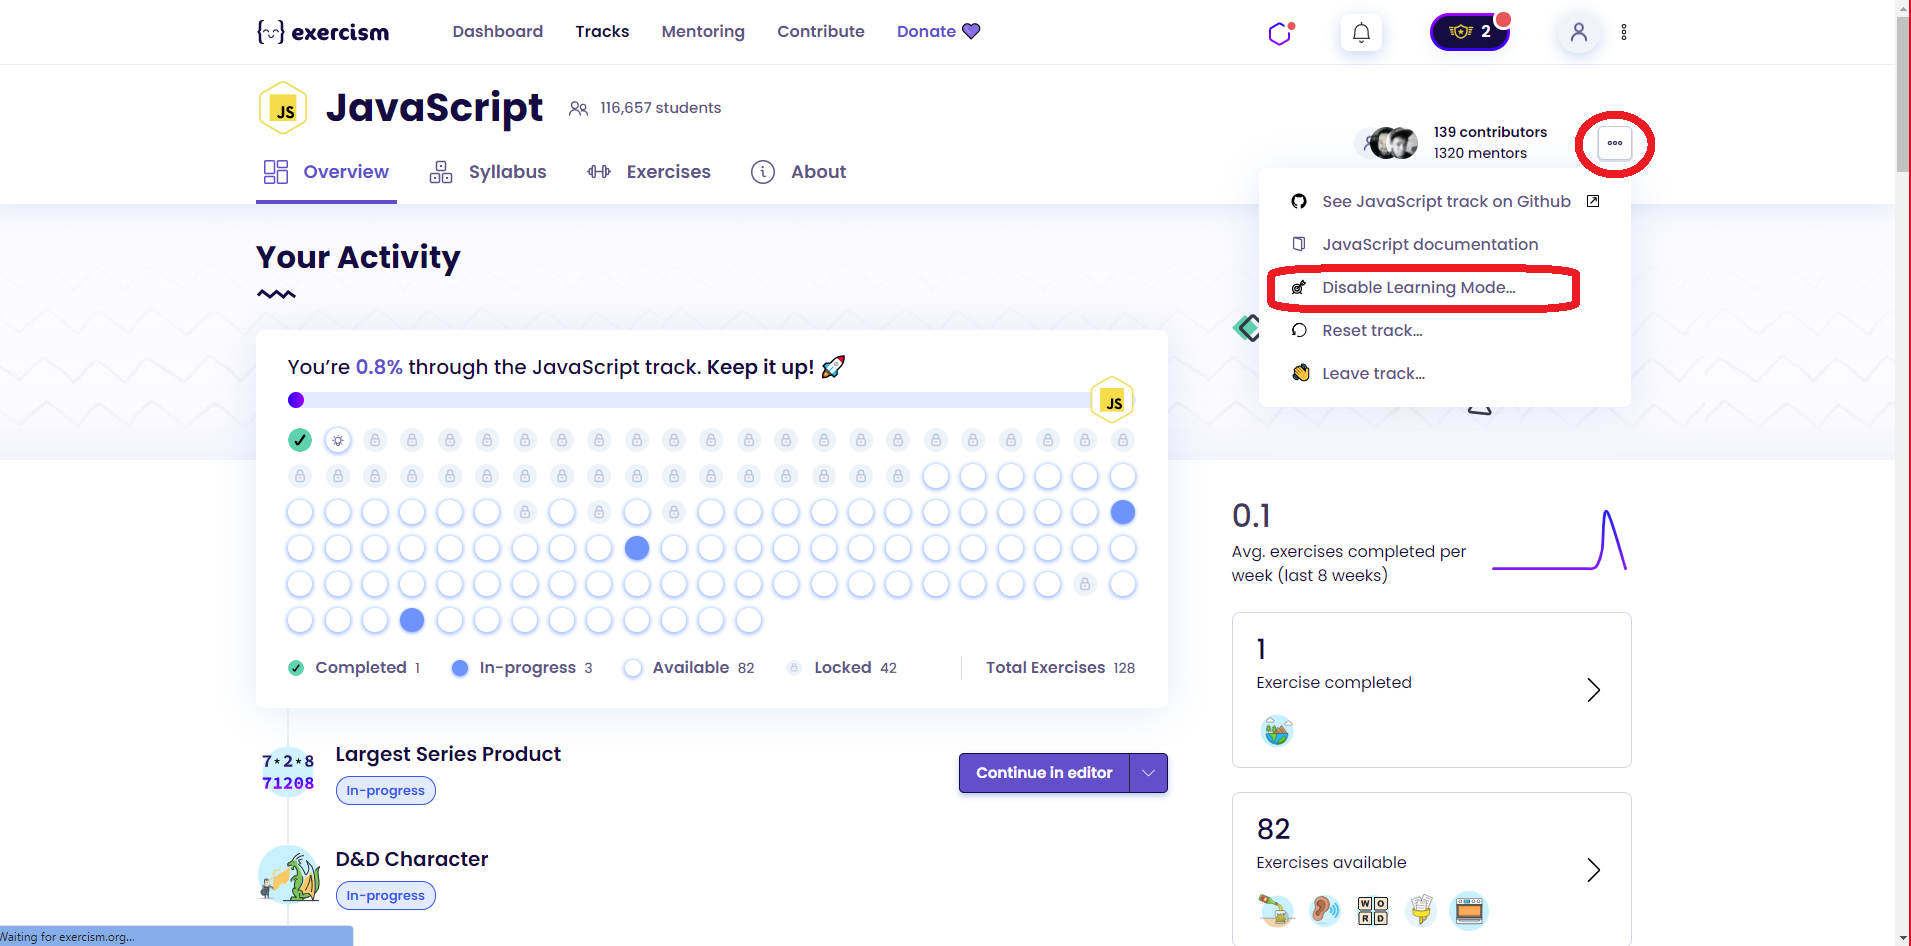 exercism
Dashboard
Tracks
Mentoring
Contribute
Donate
2
JS
JavaScript
116,657 students
139 contributors
1320 mentors
Overview
Syllabus
Exercises
About
See JavaScript track on Github
JavaScript documentation
Disable Learning Mode...
Reset track...
Leave track...
Your Activity
You're 0.8% through the JavaScript track. Keep it up!
JS
Completed 1
In-progress 3
Available 82
Locked 42
Total Exercises 128
0.1
Avg. exercises completed per
week (last 8 weeks)
1
Exercise completed
7*2*8
71208
Largest Series Product
In-progress
Continue in editor
82
Exercises available
WO
RD
D&D Character
In-progress
Waiting for exercism.org...